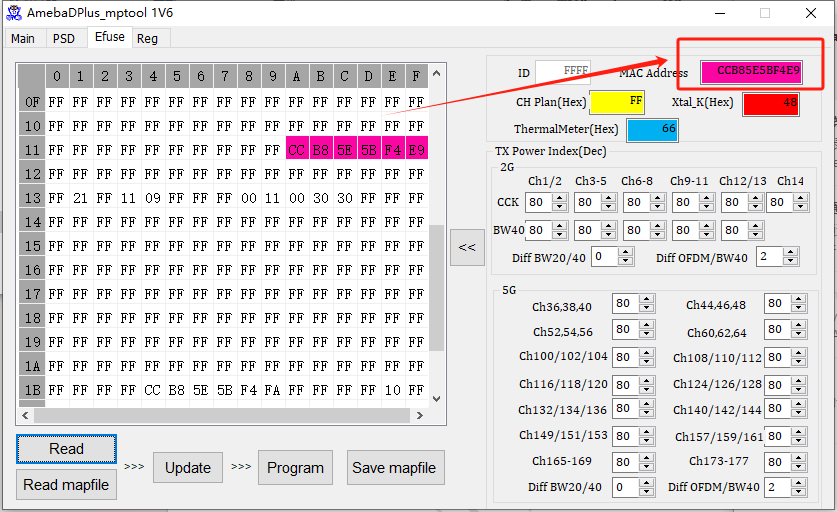 AmebaDPlus_mptool 1V6
Main PSD Efuse Reg
0 1 2 3 4 5 6 7 8 9 A B C D E F
0F FF FF FF FF FF FF FF FF FF FF FF FF FF FF FF FF
10 FF FF FF FF FF FF FF FF FF FF FF FF FF FF FF FF
11 FF FF FF FF FF FF FF FF FF FF CC B8 5E 5B F4 E9
12 FF FF FF FF FF FF FF FF FF FF FF FF FF FF FF FF
13 FF 21 FF 11 09 FF FF FF 00 11 00 30 30 FF FF FF
14 FF FF FF FF FF FF FF FF FF FF FF FF FF FF FF FF
15 FF FF FF FF FF FF FF FF FF FF FF FF FF FF FF FF
16 FF FF FF FF FF FF FF FF FF FF FF FF FF FF FF FF
17 FF FF FF FF FF FF FF FF FF FF FF FF FF FF FF FF
18 FF FF FF FF FF FF FF FF FF FF FF FF FF FF FF FF
19 FF FF FF FF FF FF FF FF FF FF FF FF FF FF FF FF
1A FF FF FF FF FF FF FF FF FF FF FF FF FF FF FF FF
1B FF FF FF FF CC B8 5E 5B F4 FA FF FF FF FF 10 FF
Read
Read mapfile
>>>
Update
>>>
Program
Save mapfile
<<
ID FFFF MAC Address CCB85E5BF4E9
CH Plan(Hex) FF Xtal_K(Hex) 4B
ThermalMeter(Hex) 66
TX Power Index(Dec)
2G
Ch1/2 Ch3-5 Ch6-8 Ch9-11 Ch12/13 Ch14
CCK 80 80 80 80 80 80
BW40 80 80 80 80 80
Diff BW20/40 0 Diff OFDM/BW40 2
5G
Ch36,38,40 80 Ch44,46,48 80
Ch52,54,56 80 Ch60,62,64 80
Ch100/102/104 80 Ch108/110/112 80
Ch116/118/120 80 Ch124/126/128 80
Ch132/134/136 80 Ch140/142/144 80
Ch149/151/153 80 Ch157/159/161 80
Ch165-169 80 Ch173-177 80
Diff BW20/40 0 Diff OFDM/BW40 2